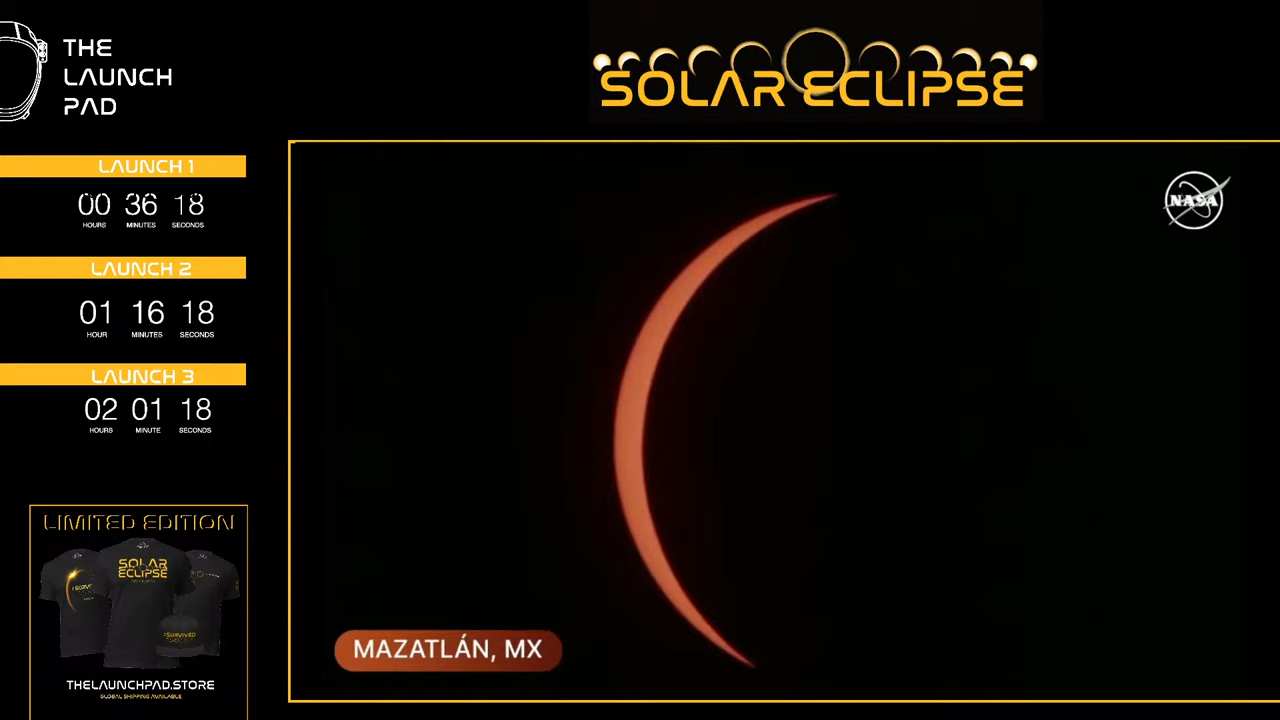 THE
LAUNCH
PAD
SOLAR ECLIPSE
LAUNCH 1
00 36 18
HOURS MINUTES SECONDS
LAUNCH 2
01 16 18
HOUR MINUTES SECONDS
LAUNCH 3
02 01 18
HOURS MINUTE SECONDS
NASA
MAZATLÁN, MX
LIMITED EDITION
SOLAR
ECLIPSE
I SURVIVED
THELAUNCHPAD.STORE
GLOBAL SHIPPING AVAILABLE